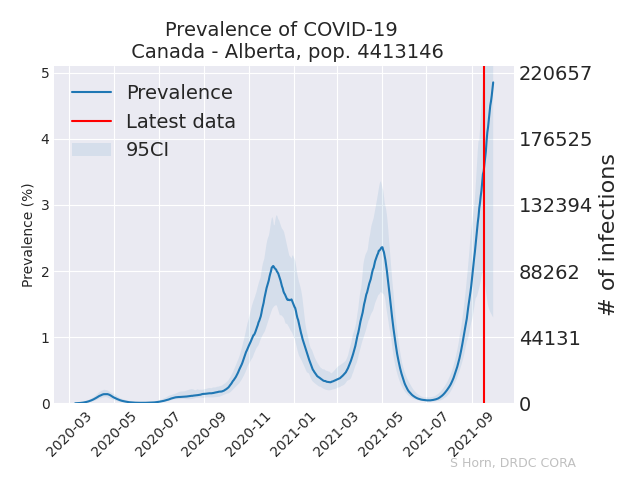 Prevalence of COVID-19
Canada - Alberta, pop. 4413146
Prevalence
Latest data
95CI
Prevalence (%)
5
4
3
2
1
0
220657
176525
132394
88262
44131
0
# of infections
2020-03
2020-05
2020-07
2020-09
2020-11
2021-01
2021-03
2021-05
2021-07
2021-09
S Horn, DRDC CORA